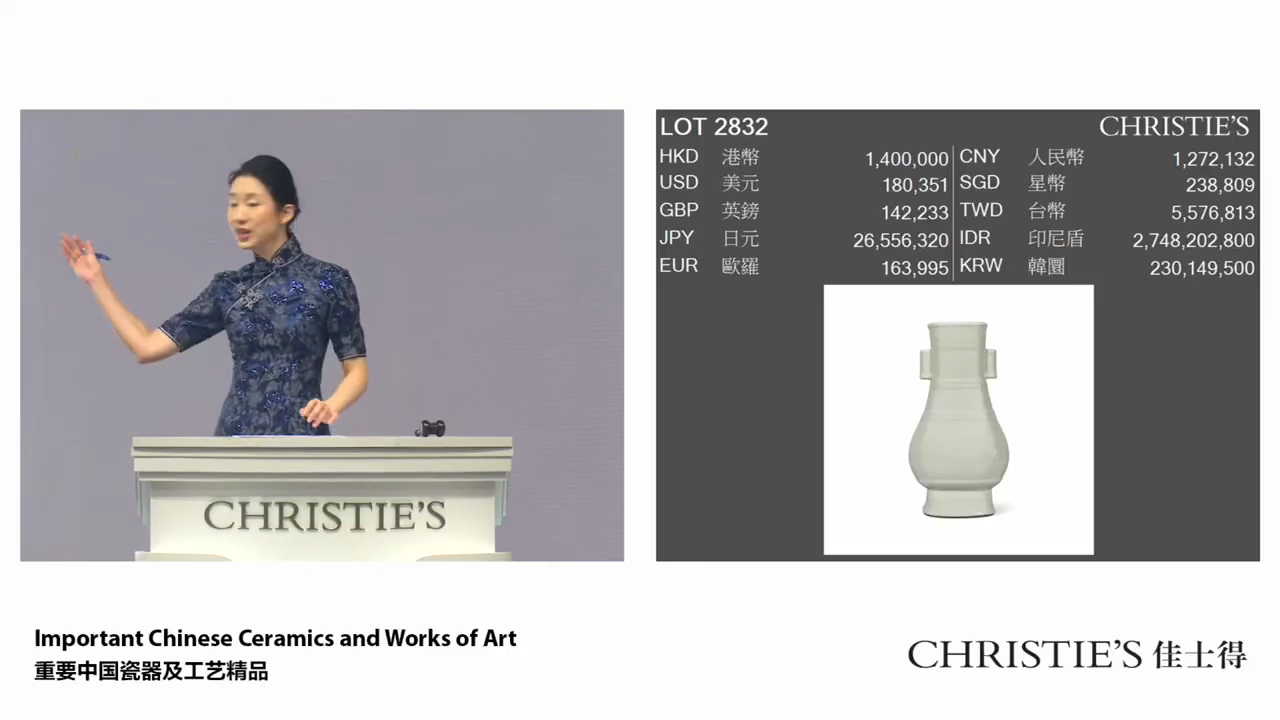 CHRISTIE'S
LOT 2832 CHRISTIE'S
HKD 港幣 1,400,000 CNY 人民幣 1,272,132
USD 美元 180,351 SGD 星幣 238,809
GBP 英鎊 142,233 TWD 台幣 5,576,813
JPY 日元 26,556,320 IDR 印尼盾 2,748,202,800
EUR 歐羅 163,995 KRW 韓圜 230,149,500
Important Chinese Ceramics and Works of Art
重要中国瓷器及工艺精品
CHRISTIE'S 佳士得